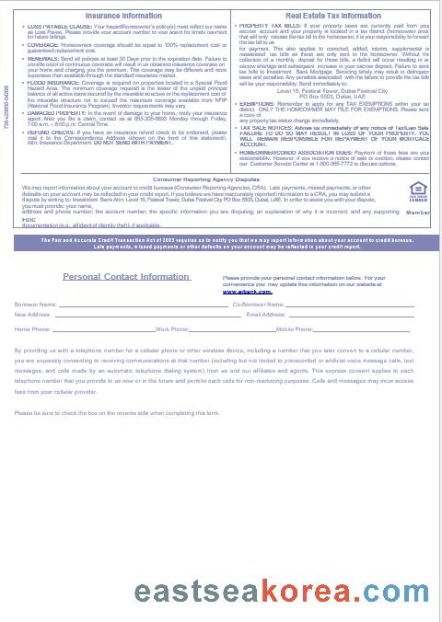 Insurance Information
• LOSS PAYABLE CLAUSE: Your hazard/homeowner's policy(s) must reflect our name
as Loss Payee. Please provide your account number to your agent for timely payment
for future billings.
COVERAGE: Homeowners coverage should be equal to 100% replacement cost or
guaranteed replacement cost.
RENEWALS: Send all policies at least 30 Days prior to the expiration date. Failure to
provide proof of continuous coverage will result in an obtained insurance coverage on
your home and charging you the premium. This coverage may be different and more
expensive than available through the standard insurance market.
• FLOOD INSURANCE: Coverage is required on properties located in a Special Flood
Hazard Area. The minimum coverage required is the lesser of the unpaid principal
balance of all active liens secured by the insurable structure or the replacement cost of
the insurable structure not to exceed the maximum coverage available from NFIP
(National Flood Insurance Program). Investor requirements may vary.
• DAMAGED PROPERTY: In the event of damage to your home, notify your insurance
agent. After you file a claim, contact us at
Monday through Friday,
7:00 a.m. – 8:00 p.m. Central Time.
REFUND CHECKS: If you have an insurance refund check to be endorsed, please
mail it to the Correspondence Address (shown on the front of this statement).
Attn: Insurance Department. DO NOT SEND WITH PAYMENT.
Real Estate Tax Information
• PROPERTY TAX BILLS: If your property taxes are currently paid from you
escrow account and your property is located in a tax district (homeowner area)
that will only release the tax bill to the homeowner, it is your responsibility to forward
the tax bill to us
for payment. This also applies to corrected, added, interim, supplemental o
reassessed tax bills as these are only sent to the homeowner. Without th
collection of a monthly deposit for these bills, a debit will occur resulting in an
escrow shortage and subsequent increase in your escrow deposit. Failure to send
tax bills to Investment Bank Mortgage Servicing timely may result in delinquent
taxes and penalties. Any penalties associated with the failure to provide the tax bill
will be your responsibility. Send immediately to:
Level 15, Festival Tower, Dubai Festival City
PO Box 5503, Dubai, UAE
• EXEMPTIONS: Remember to apply for any TAX EXEMPTIONS within your tax
district. ONLY THE HOMEOWNER MAY FILE FOR EXEMPTIONS. Please send
a copy of
any property tax status change immediately.
• TAX SALE NOTICES: Advise us immediately of any notice of Tax/Lien Sale
FAILURE TO DO SO MAY RESULT IN LOSS OF YOUR PROPERTY. YOU
WILL REMAIN RESPONSIBLE FOR REPAYMENT OF YOUR MORTGAGE
ACCOUNT.
• HOMEOWNER/CONDO ASSOCIATION DUES: Payment of these fees are you
responsibility. However, if you receive a notice of sale or eviction, please contact
our Customer Service Center at 1-800-365-7772 to discuss options.
Consumer Reporting Agency Disputes
We may report information about your account to credit bureaus (Consumer Reporting Agencies, CRA). Late payments, missed payments, or other
defaults on your account may be reflected in your credit report. If you believe we have inaccurately reported information to a CRA, you may submit a
dispute by writing to: Investment Bank Attn: Level 15, Festival Tower, Dubai Festival City PO Box 5503, Dubai, UAE. In order to assist you with your dispute,
you must provide: your name,
address and phone number; the account number; the specific information you are disputing; an explanation of why it is incorrect; and any supporting
Member
FDIC
documentation (e.g., affidavit of identity theft), if applicable.
The Fair and Accurate Credit Transaction Act of 2003 requires us to notify you that we may report information about your account to credit bureaus.
Late payments, missed payments or other defaults on your account may be reflected in your credit report.
Personal Contact Information
Please provide your personal contact information below. For your
convenience you may update this information on our website at
www.arbank.com.
Borrower Name:
Co-Borrower Name:
New Address:
Email Address:
Home Phone:
Work Phone:
Mobile Phone:
By providing us with a telephone number for a cellular phone or other wireless device, including a number that you later convert to a cellular number,
you are expressly consenting to receiving communications at that number (including but not limited to prerecorded or artificial voice message calls, text
messages, and calls made by an automatic telephone dialing system) from us and our affiliates and agents. This express consent applies to each
telephone number that you provide to us now or in the future and permits such calls for non-marketing purposes. Calls and messages may incur access
fees from your cellular provider.
Please be sure to check the box on the reverse side when completing this form.
eastseakorea.com